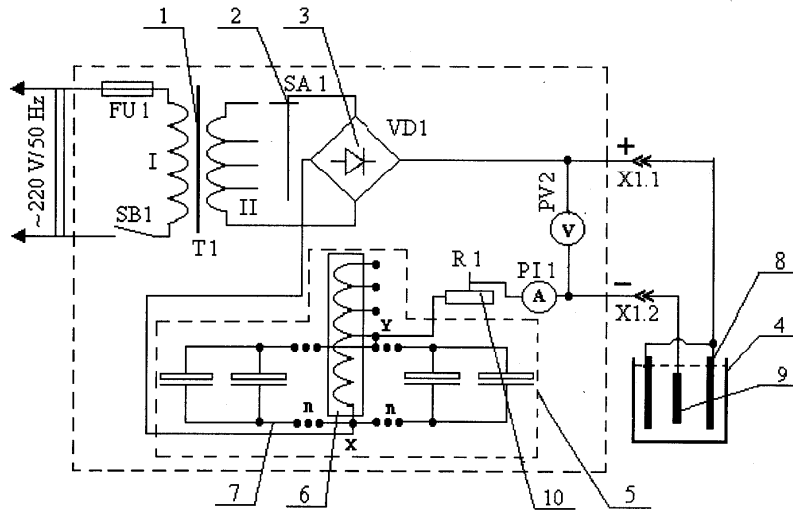 1
2
3
SA 1
FU 1
VD1
~220 V/50 Hz
I
II
SB1
T1
+
X1.1
PV2
V
R 1
PI 1
A
−
X1.2
8
4
9
Y
n
n
X
7
6
10
5